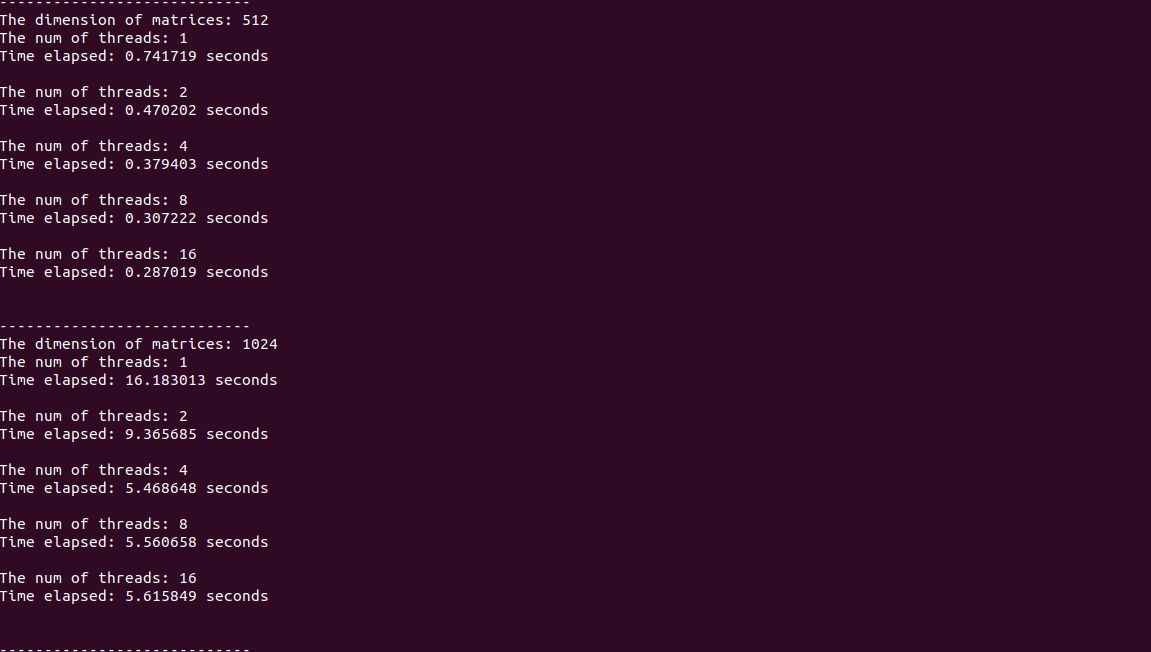 ----------------------------
The dimension of matrices: 512
The num of threads: 1
Time elapsed: 0.741719 seconds
The num of threads: 2
Time elapsed: 0.470202 seconds
The num of threads: 4
Time elapsed: 0.379403 seconds
The num of threads: 8
Time elapsed: 0.307222 seconds
The num of threads: 16
Time elapsed: 0.287019 seconds
----------------------------
The dimension of matrices: 1024
The num of threads: 1
Time elapsed: 16.183013 seconds
The num of threads: 2
Time elapsed: 9.365685 seconds
The num of threads: 4
Time elapsed: 5.468648 seconds
The num of threads: 8
Time elapsed: 5.560658 seconds
The num of threads: 16
Time elapsed: 5.615849 seconds
----------------------------